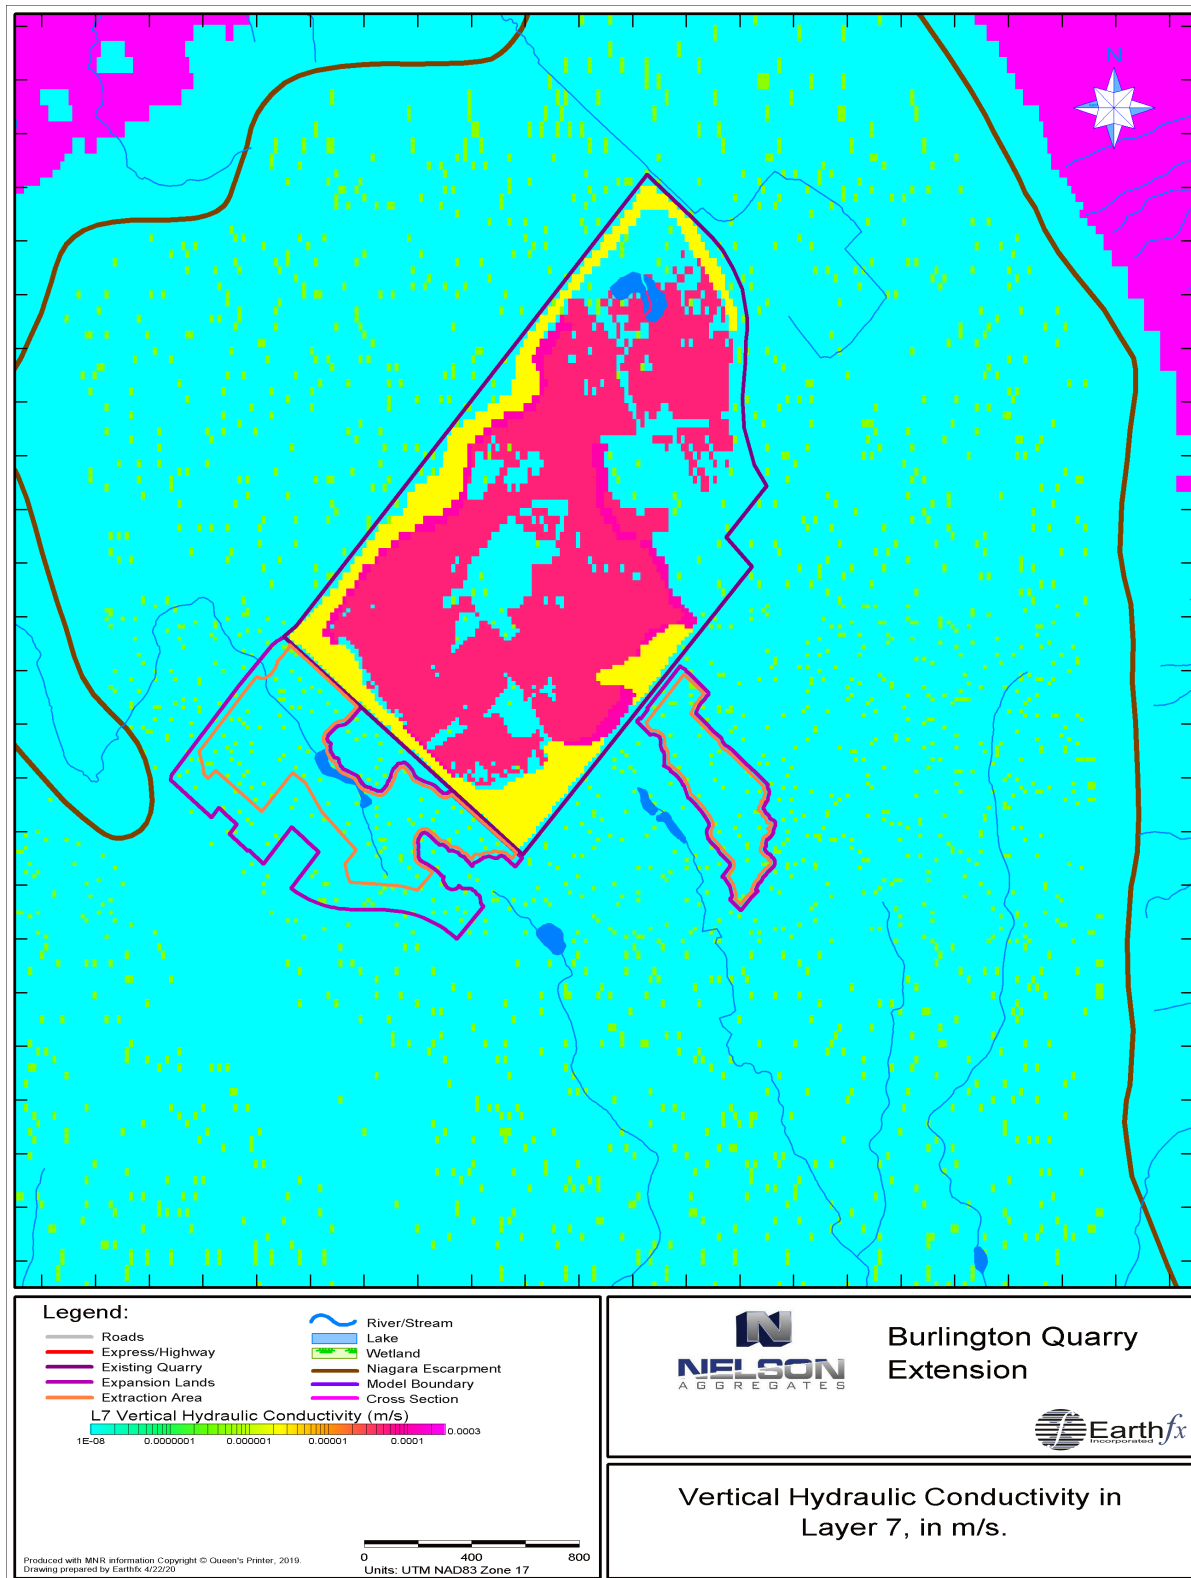 N
Legend:
Roads
Express/Highway
Existing Quarry
Expansion Lands
Extraction Area
River/Stream
Lake
Wetland
Niagara Escarpment
Model Boundary
Cross Section
L7 Vertical Hydraulic Conductivity (m/s)
1E-08 0.0000001 0.000001 0.00001 0.0001 0.0003
0 400 800
Units: UTM NAD83 Zone 17
Produced with MNR information Copyright © Queen's Printer, 2019.
Drawing prepared by Earthfx 4/22/20
N
NELSON
AGGREGATES
Burlington Quarry
Extension
Earthfx
Incorporated
Vertical Hydraulic Conductivity in
Layer 7, in m/s.